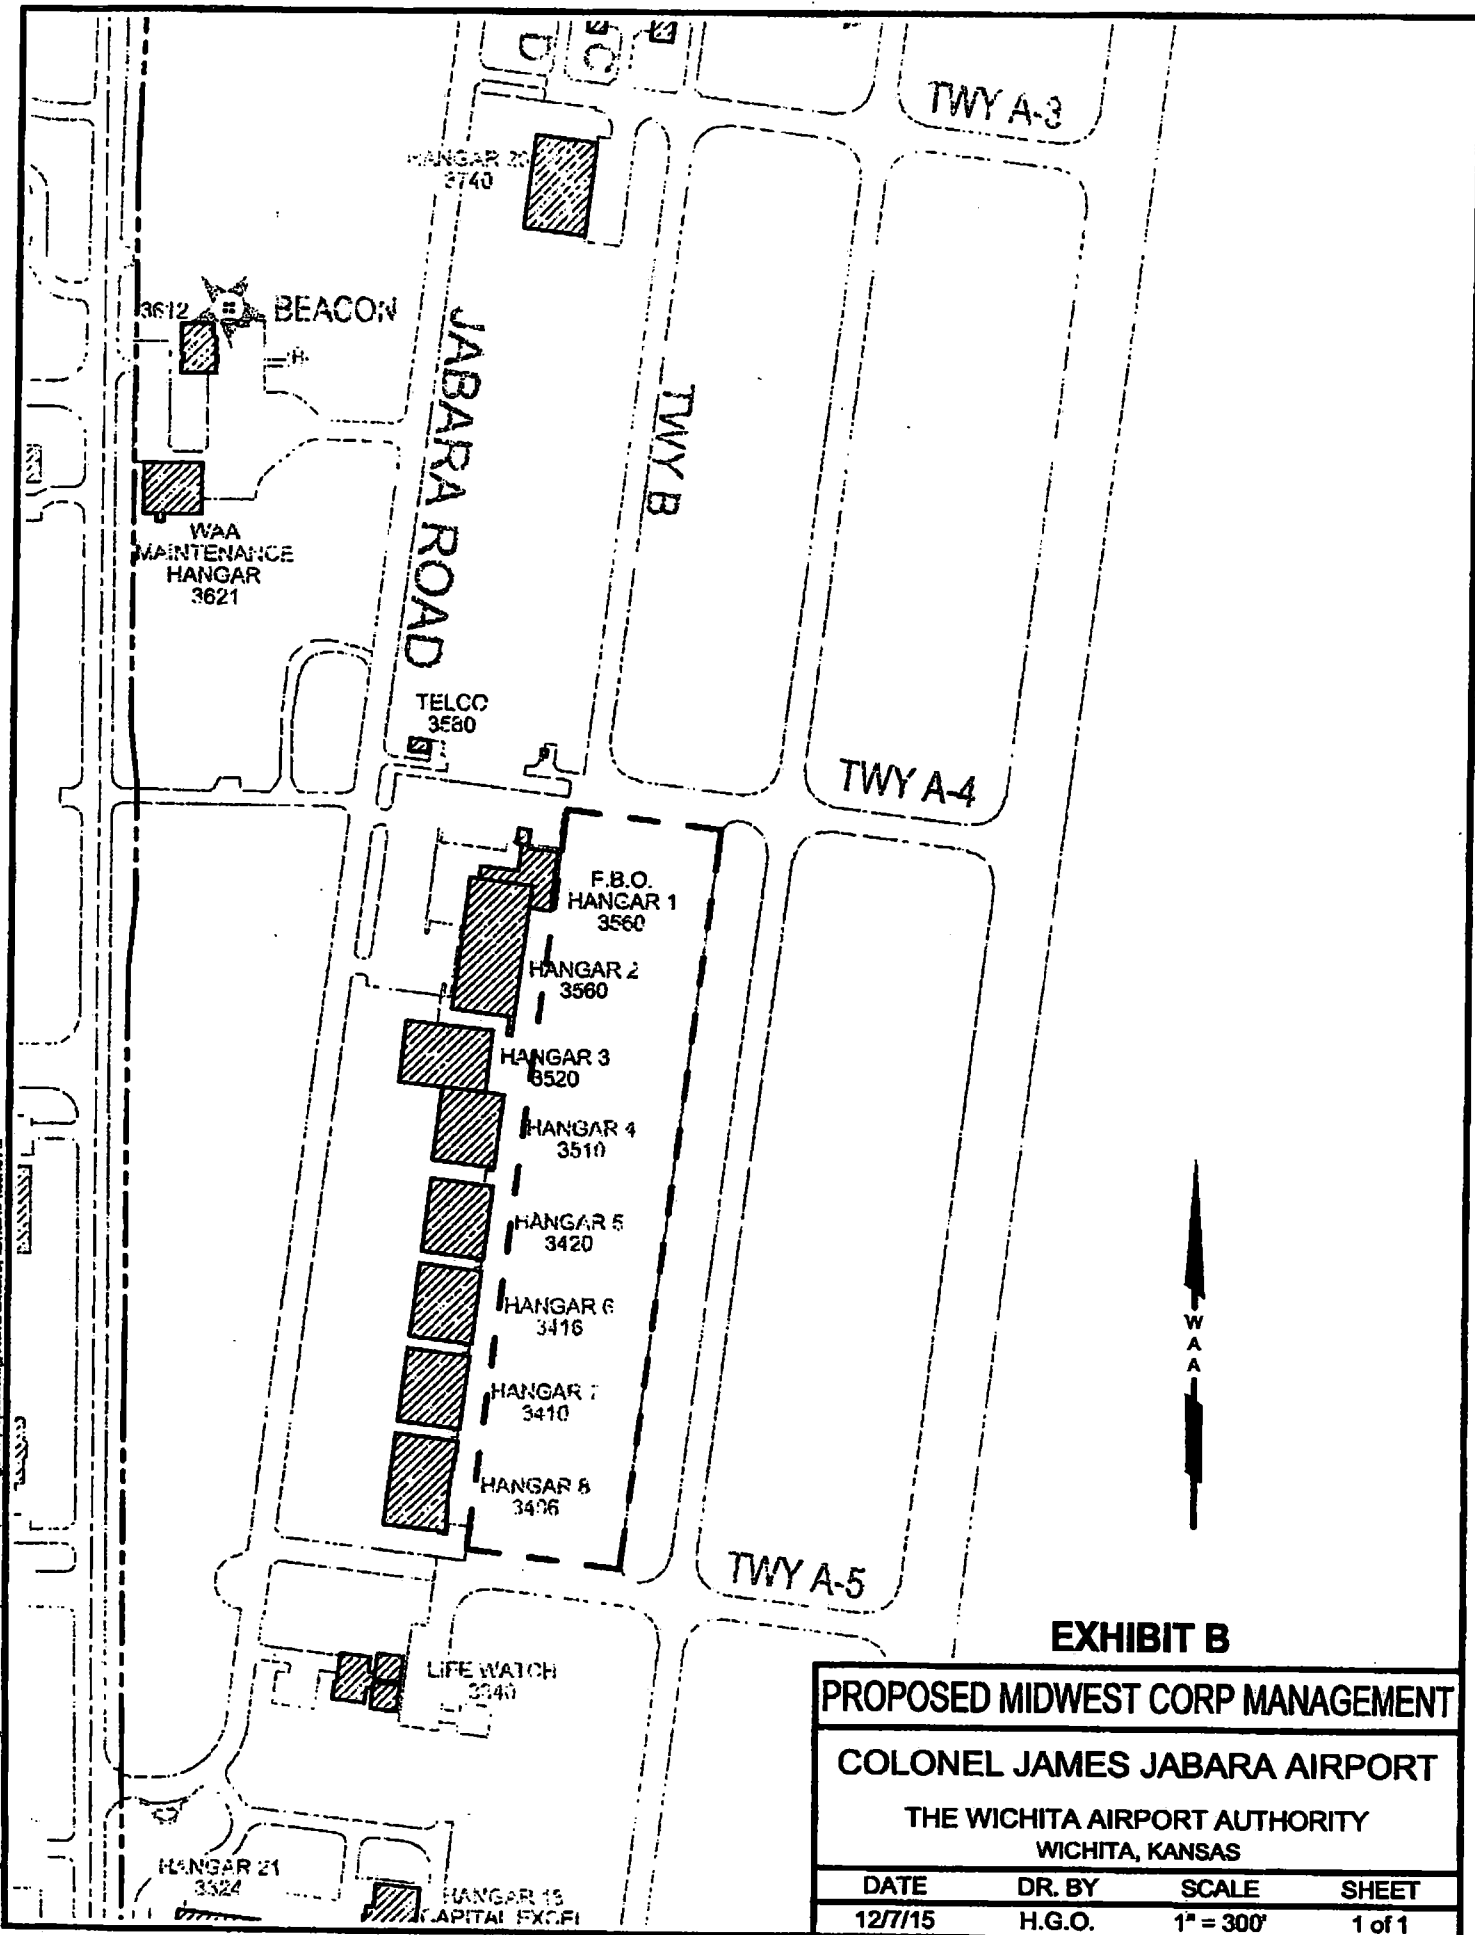 D
C
TWY A-3
HANGAR 20
3740
3612
BEACON
JABARA ROAD
TWY B
WAA
MAINTENANCE
HANGAR
3621
TELCO
3580
TWY A-4
F.B.O.
HANGAR 1
3560
HANGAR 2
3560
HANGAR 3
3520
HANGAR 4
3510
HANGAR 5
3420
HANGAR 6
3416
HANGAR 7
3410
HANGAR 8
TWY A-5
LIFE WATCH
3340
HANGAR 21
3324
HANGAR
CAPITAL EXCEL
W
A
A
EXHIBIT B
PROPOSED MIDWEST CORP MANAGEMENT
COLONEL JAMES JABARA AIRPORT
THE WICHITA AIRPORT AUTHORITY
WICHITA, KANSAS
DATE DR. BY SCALE SHEET
12/7/15 H.G.O. 1" = 300' 1 of 1